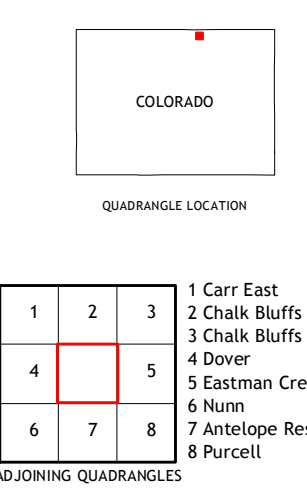 COLORADO
QUADRANGLE LOCATION
1 2 3
4 5
6 7 8
1 Carr East
2 Chalk Bluffs
3 Chalk Bluffs
4 Dover
5 Eastman Cre
6 Nunn
7 Antelope Res
8 Purcell
ADJOINING QUADRANGLES